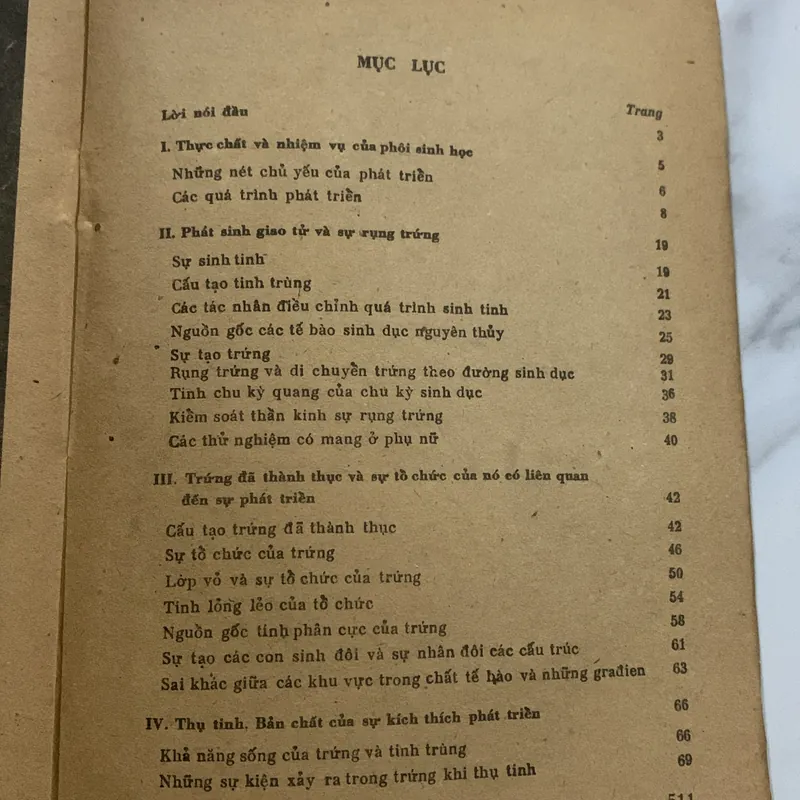 MỤC LỤC
Trang
Lời nói đầu 3
I. Thực chất và nhiệm vụ của phôi sinh học 5
Những nét chủ yếu của phát triển 6
Các quá trình phát triển 8
II. Phát sinh giao tử và sự rụng trứng 19
Sự sinh tinh 19
Cấu tạo tinh trùng 21
Các tác nhân điều chỉnh quá trình sinh tinh 23
Nguồn gốc các tế bào sinh dục nguyên thủy 25
Sự tạo trứng 29
Rụng trứng và di chuyển trứng theo đường sinh dục 31
Tinh chu kỳ quang của chu kỳ sinh dục 36
Kiểm soát thần kinh sự rụng trứng 38
Các thử nghiệm có mang ở phụ nữ 40
III. Trứng đã thành thục và sự tồ chức của nó có liên quan
đến sự phát triển 42
Cấu tạo trứng đã thành thục 42
Sự tồ chức của trứng 46
Lớp vỏ và sự tồ chức của trứng 50
Tinh lỏng lẻo của tồ chức 54
Nguồn gốc tinh phân cực của trứng 58
Sự tạo các con sinh đôi và sự nhân đôi các cấu trúc 61
Sai khác giữa các khu vực trong chất tế bào và những građien 63
IV. Thụ tinh. Bản chất của sự kich thich phát triển 66
Khả năng sống của trứng và tinh trùng 66
Những sự kiện xảy ra trong trứng khi thụ tinh 69
511